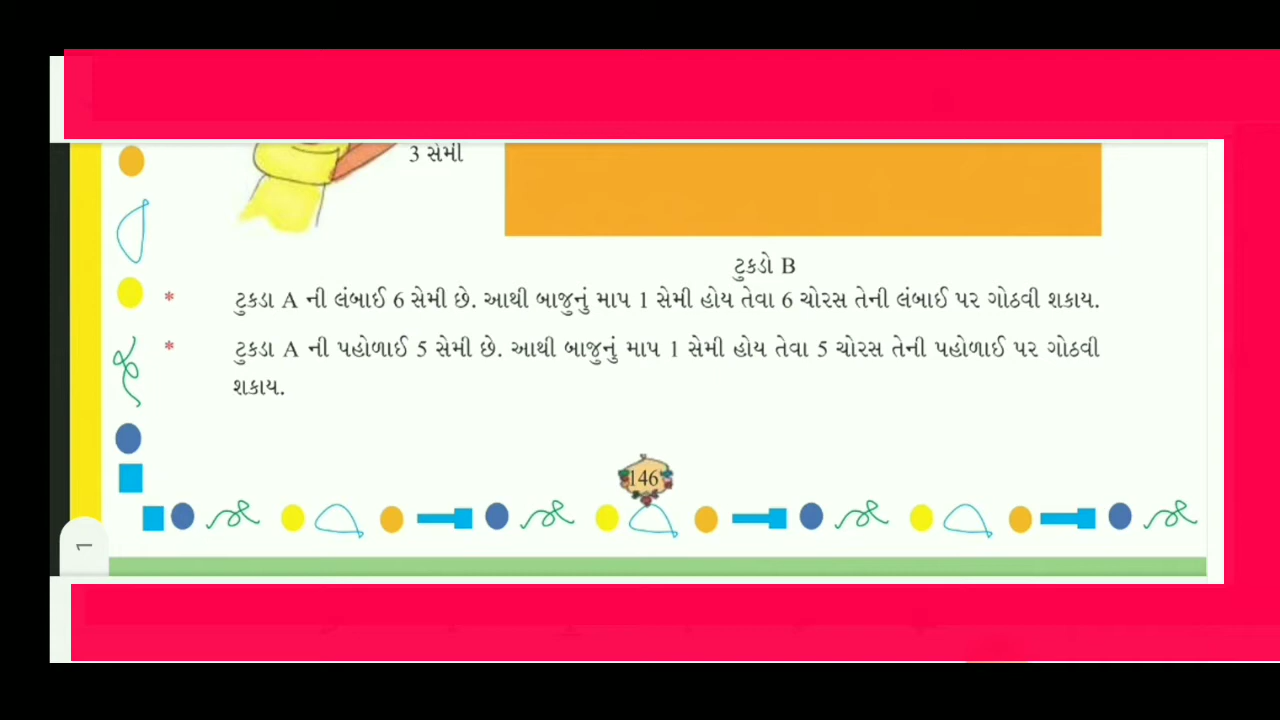 3 સેમી
ટુકડો B
* ટુકડા A ની લંબાઈ 6 સેમી છે. આથી બાજુનું માપ 1 સેમી હોય તેવા 6 ચોરસ તેની લંબાઈ પર ગોઠવી શકાય.
* ટુકડા A ની પહોળાઈ 5 સેમી છે. આથી બાજુનું માપ 1 સેમી હોય તેવા 5 ચોરસ તેની પહોળાઈ પર ગોઠવી
શકાય.
146
1